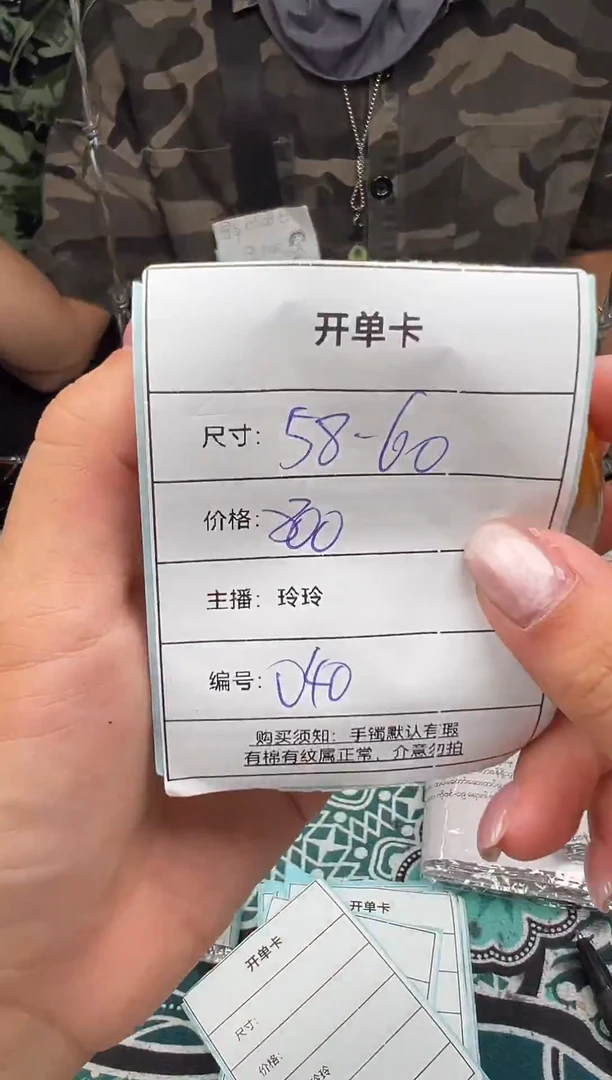 开单卡
尺寸: 58-60
价格:
主播: 玲玲
编号: 040
购买须知: 手镯默认有瑕
有棉有纹属正常, 介意勿拍
开单卡
开单卡
尺寸:
价格:
玲玲